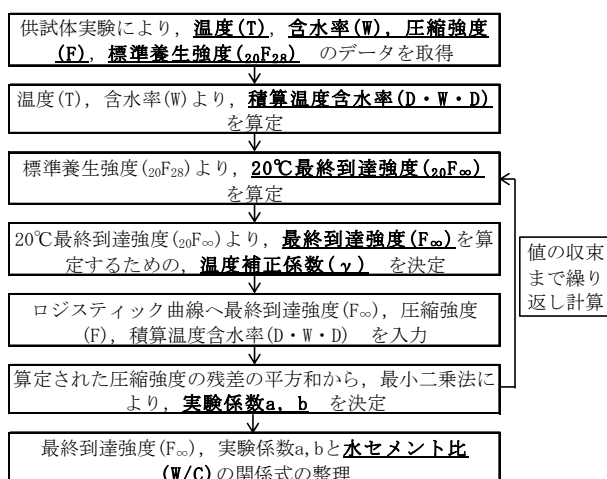 供試体実験により，温度(T)，含水率(W)，圧縮強度
(F)，標準養生強度(₂₀F₂₈)　のデータを取得
温度(T)，含水率(W)より，積算温度含水率(D・W・D)
を算定
標準養生強度(₂₀F₂₈)より，20℃最終到達強度(₂₀F∞)
を算定
20℃最終到達強度(₂₀F∞)より，最終到達強度(F∞)を算
定するための，温度補正係数(γ)　を決定
ロジスティック曲線へ最終到達強度(F∞)，圧縮強度
(F)，積算温度含水率(D・W・D)　を入力
算定された圧縮強度の残差の平方和から，最小二乗法に
より，実験係数a，b　を決定
最終到達強度(F∞)，実験係数a,bと水セメント比
(W/C)の関係式の整理
値の収束
まで繰り
返し計算